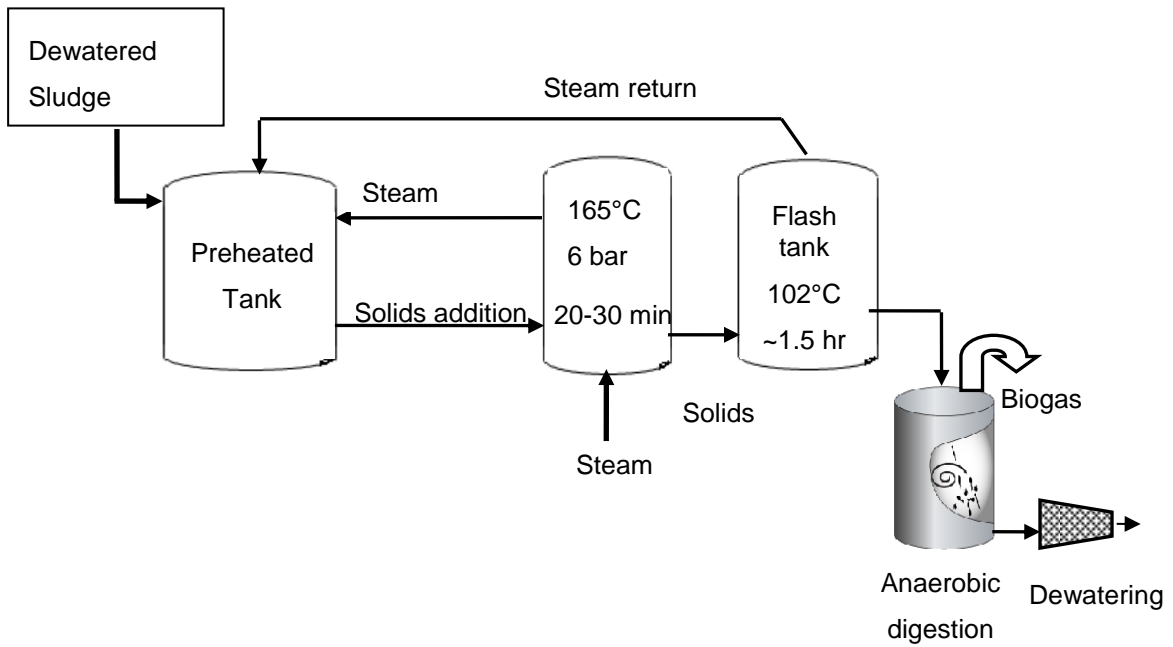 Dewatered
Sludge
Steam return
Steam
Preheated
Tank
Solids addition
165°C
6 bar
20-30 min
Flash
tank
102°C
~1.5 hr
Solids
Steam
Biogas
Anaerobic
digestion
Dewatering